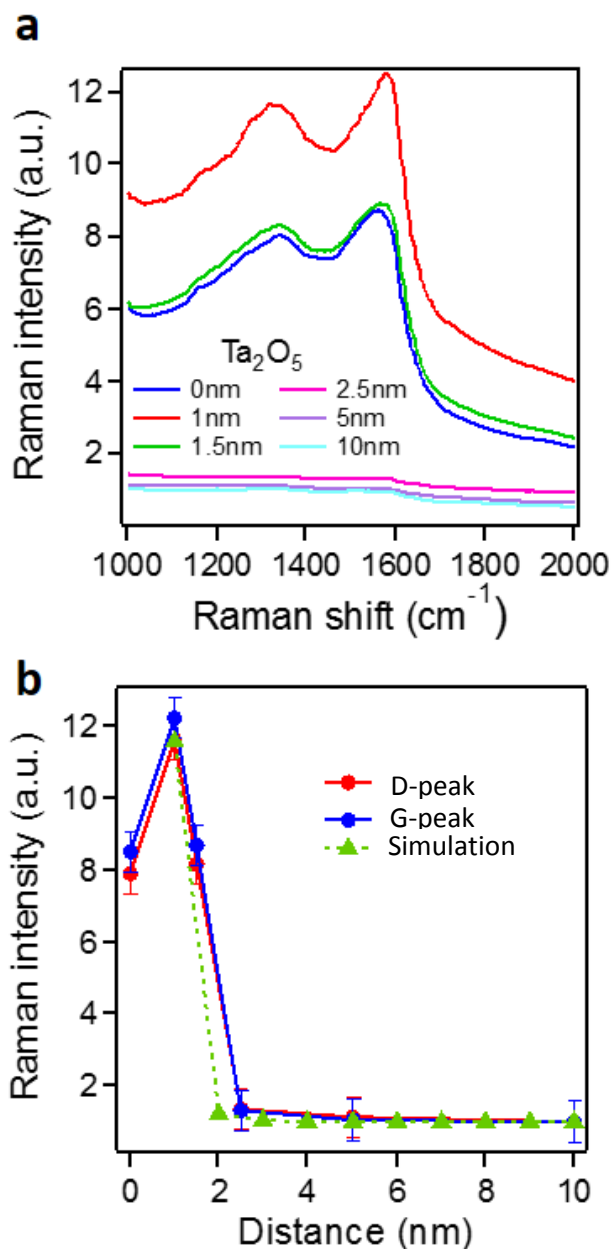 a
Raman intensity (a.u.)
12
10
8
6
4
2
Ta₂O₅
0nm
2.5nm
1nm
5nm
1.5nm
10nm
1000
1200
1400
1600
1800
2000
Raman shift (cm⁻¹)
b
Raman intensity (a.u.)
12
10
8
6
4
2
D-peak
G-peak
Simulation
0
2
4
6
8
10
Distance (nm)